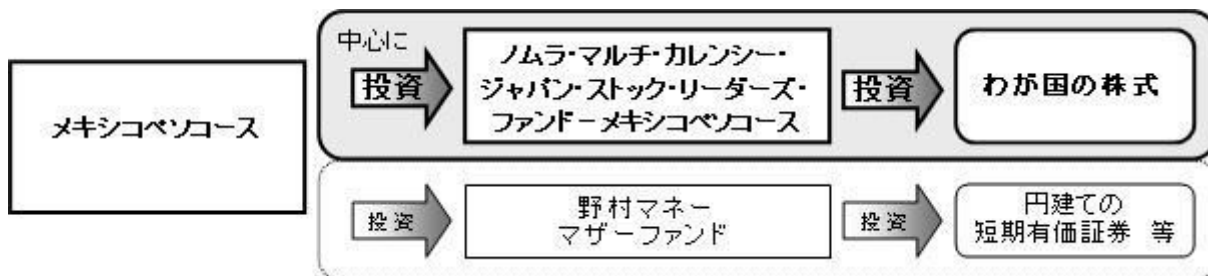 メキシコペソコース
中心に
投資
ノムラ・マルチ・カレンシー・
ジャパン・ストック・リーダーズ・
ファンド－メキシコペソコース
投資
わが国の株式
投資
野村マネー
マザーファンド
投資
円建ての
短期有価証券 等